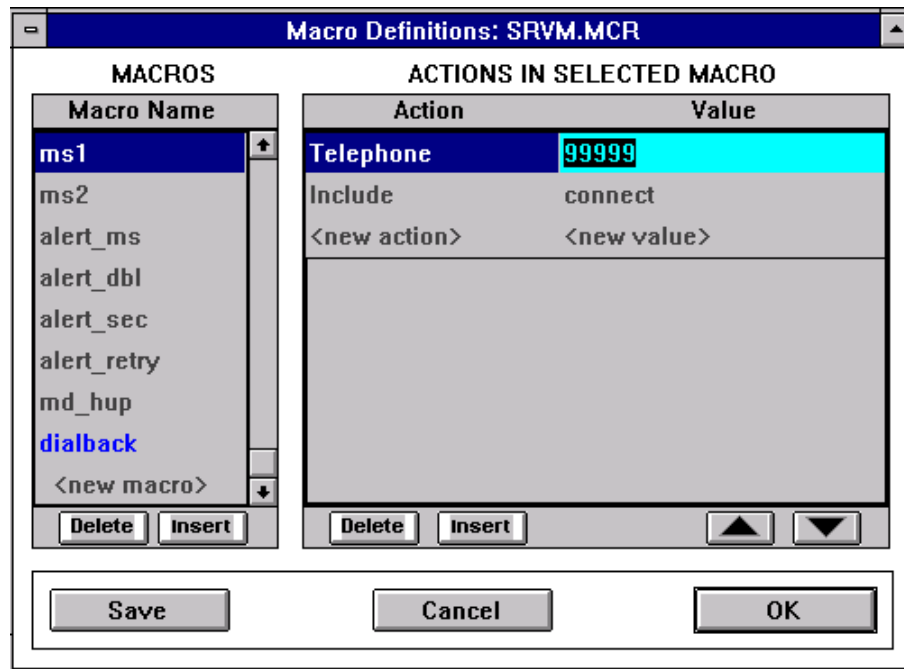 Macro Definitions: SRVM.MCR
MACROS
Macro Name
ms1
ms2
alert_ms
alert_dbl
alert_sec
alert_retry
md_hup
dialback
<new macro>
Delete Insert
ACTIONS IN SELECTED MACRO
Action Value
Telephone 99999
Include connect
<new action> <new value>
Delete Insert
Save Cancel OK